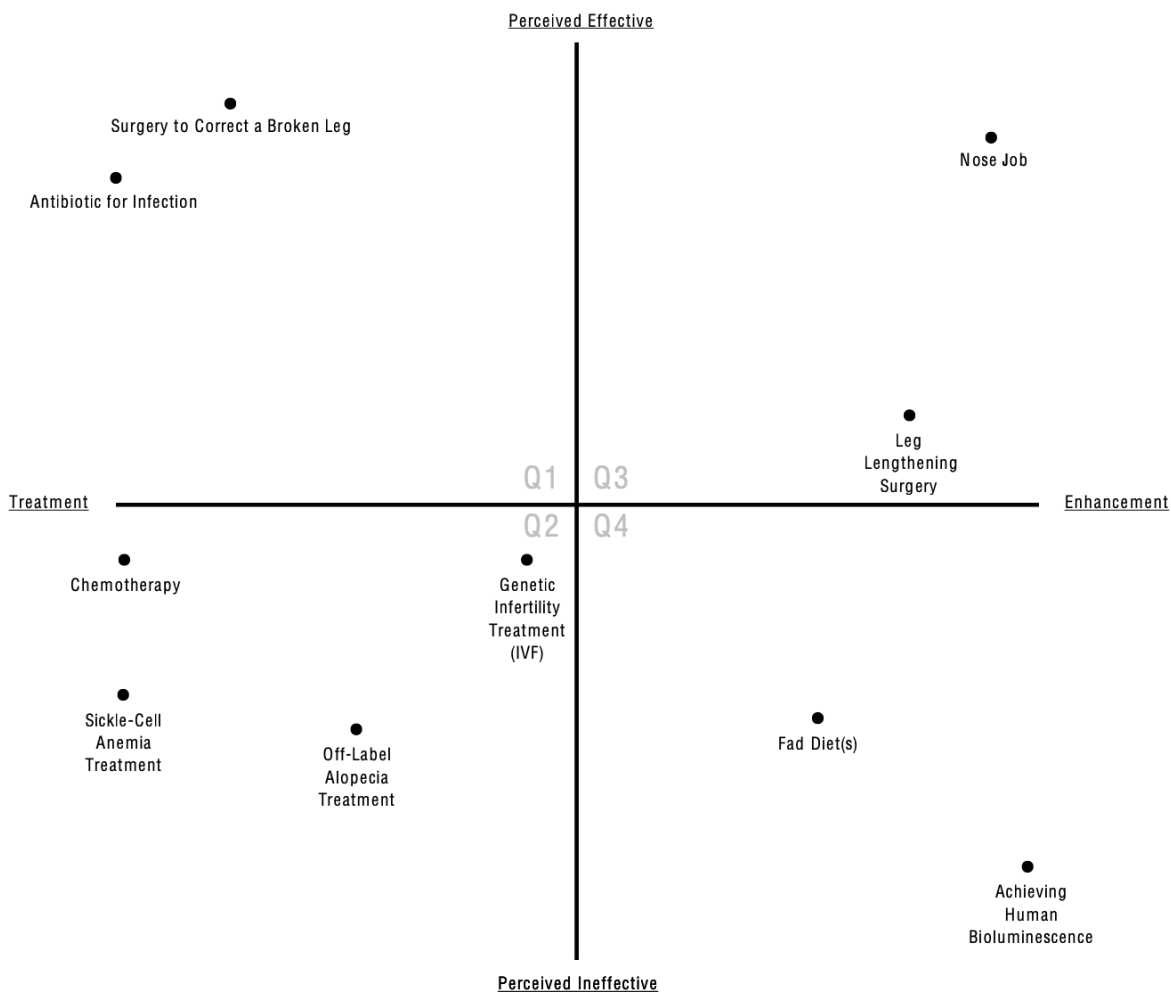 Perceived Effective
Surgery to Correct a Broken Leg
Nose Job
Antibiotic for Infection
Leg
Lengthening
Surgery
Q1 Q3
Treatment
Enhancement
Q2 Q4
Chemotherapy
Genetic
Infertility
Treatment
(IVF)
Sickle-Cell
Anemia
Treatment
Off-Label
Alopecia
Treatment
Fad Diet(s)
Achieving
Human
Bioluminescence
Perceived Ineffective